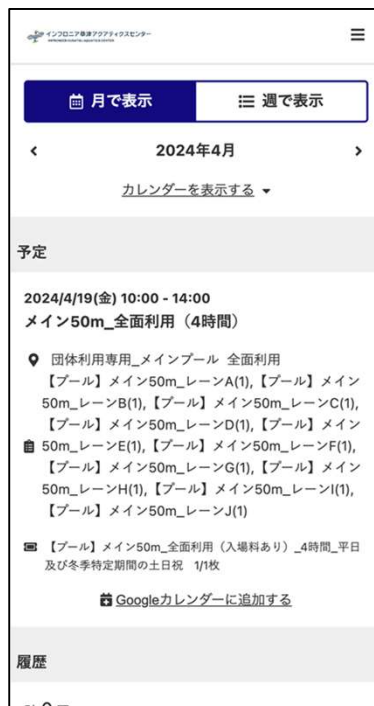 インフロニア草津アクアティクスセンター
月で表示
週で表示
2024年4月
カレンダーを表示する
予定
2024/4/19(金) 10:00 - 14:00
メイン50m_全面利用（4時間）
団体利用専用_メインプール 全面利用
【プール】メイン50m_レーンA(1),【プール】メイン
50m_レーンB(1),【プール】メイン50m_レーンC(1),
【プール】メイン50m_レーンD(1),【プール】メイン
50m_レーンE(1),【プール】メイン50m_レーンF(1),
【プール】メイン50m_レーンG(1),【プール】メイン
50m_レーンH(1),【プール】メイン50m_レーンI(1),
【プール】メイン50m_レーンJ(1)
【プール】メイン50m_全面利用（入場料あり）_4時間_平日
及び冬季特定期間の土日祝 1/1枚
Googleカレンダーに追加する
履歴